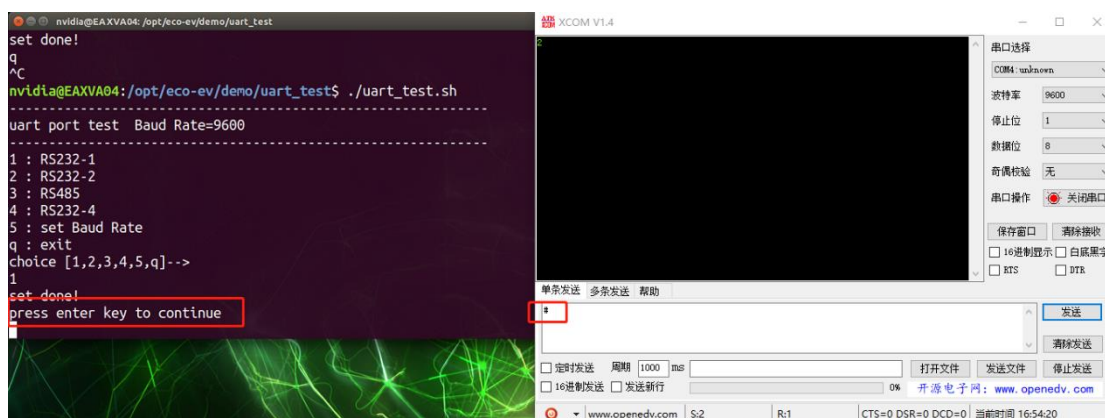 nvidia@EAXVA04: /opt/eco-ev/demo/uart_test
set done!
q
^C
nvidia@EAXVA04:/opt/eco-ev/demo/uart_test$ ./uart_test.sh
------------------------------------------------------------
uart port test  Baud Rate=9600
------------------------------------------------------------
1 : RS232-1
2 : RS232-2
3 : RS485
4 : RS232-4
5 : set Baud Rate
q : exit
choice [1,2,3,4,5,q]-->
1
set done!
press enter key to continue
XCOM V1.4
2
串口选择
COM4:unknown
波特率 9600
停止位 1
数据位 8
奇偶校验 无
串口操作 关闭串口
保存窗口 清除接收
16进制显示 白底黑字
RTS DTR
单条发送 多条发送 帮助
#
发送
清除发送
定时发送 周期 1000 ms 打开文件 发送文件 停止发送
16进制发送 发送新行 0% 开源电子网：www.openedv.com
www.openedv.com S:2 R:1 CTS=0 DSR=0 DCD=0 当前时间 16:54:20